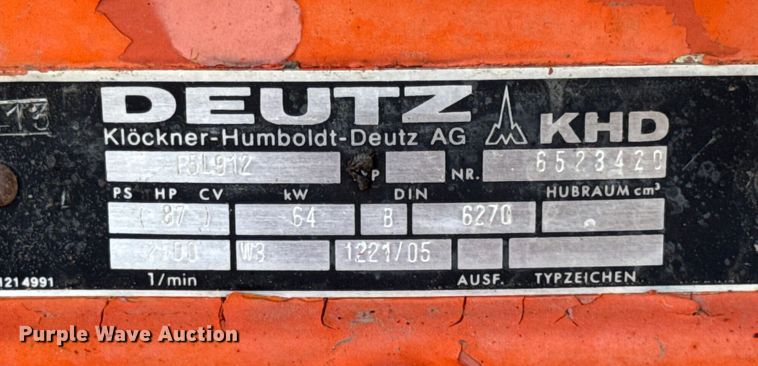 13
DEUTZ KHD
Klöckner-Humboldt-Deutz AG
F5L912 P NR. 6523420
PS HP CV kW DIN HUBRAUM cm³
(87) 64 B 6270 -
W3 1221/05
1/min AUSF. TYPZEICHEN
1214991
Purple Wave Auction